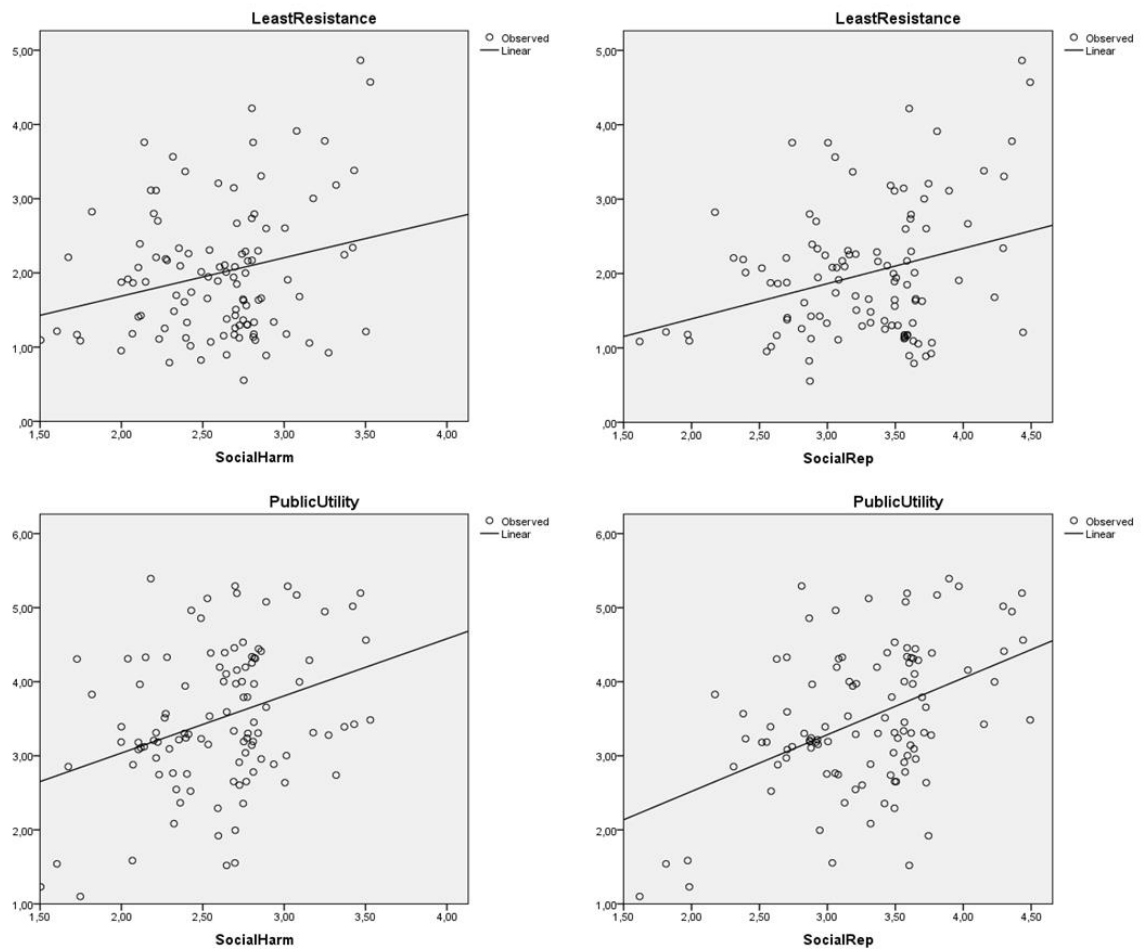 LeastResistance
5,00
4,00
3,00
2,00
1,00
,00
1,50 2,00 2,50 3,00 3,50 4,00
SocialHarm
Observed
Linear
LeastResistance
5,00
4,00
3,00
2,00
1,00
,00
1,50 2,00 2,50 3,00 3,50 4,00 4,50
SocialRep
Observed
Linear
PublicUtility
6,00
5,00
4,00
3,00
2,00
1,00
1,50 2,00 2,50 3,00 3,50 4,00
SocialHarm
Observed
Linear
PublicUtility
6,00
5,00
4,00
3,00
2,00
1,00
1,50 2,00 2,50 3,00 3,50 4,00 4,50
SocialRep
Observed
Linear